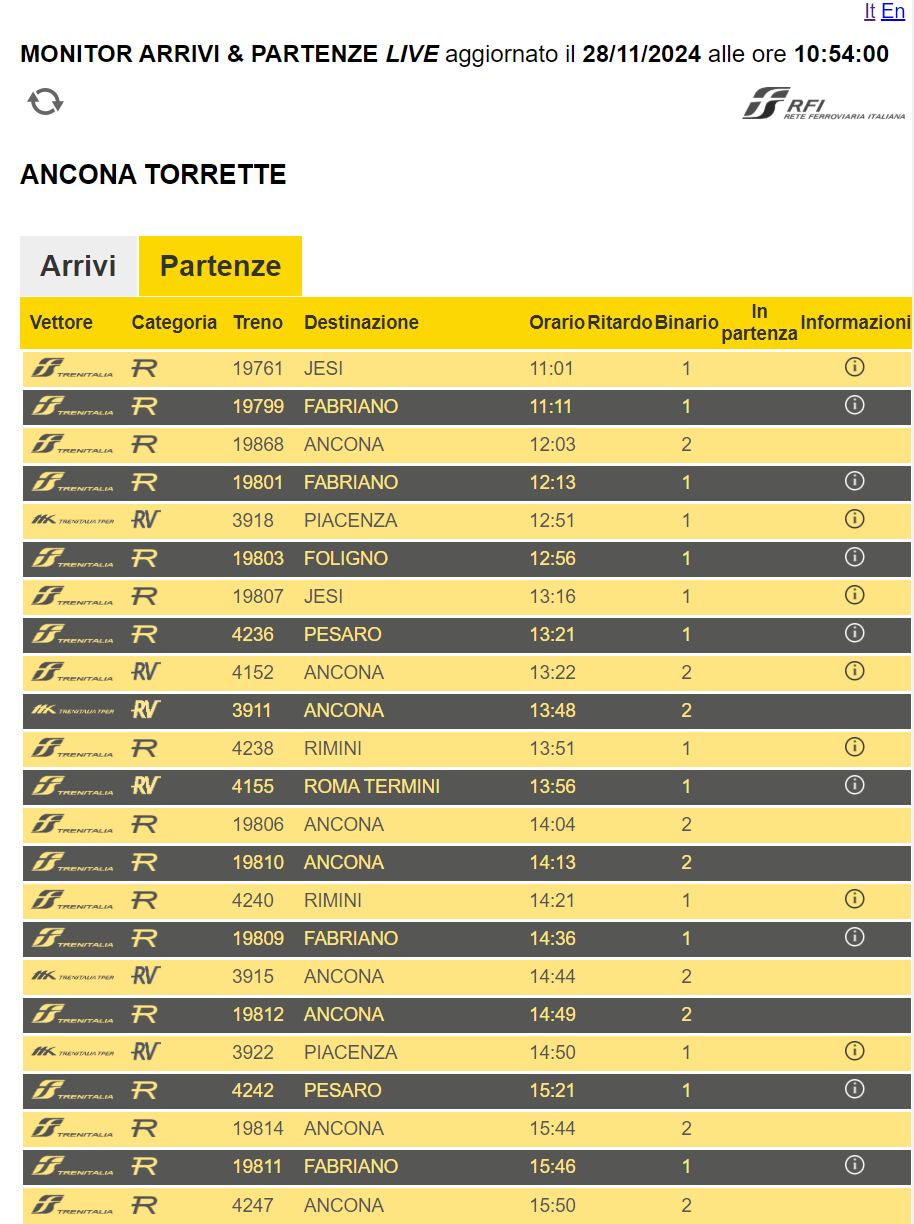 It En
MONITOR ARRIVI & PARTENZE LIVE aggiornato il 28/11/2024 alle ore 10:54:00
RFI
RETE FERROVIARIA ITALIANA
ANCONA TORRETTE
Arrivi Partenze
Vettore Categoria Treno Destinazione Orario Ritardo Binario In partenza Informazioni
TRENITALIA R 19761 JESI 11:01 1
TRENITALIA R 19799 FABRIANO 11:11 1
TRENITALIA R 19868 ANCONA 12:03 2
TRENITALIA R 19801 FABRIANO 12:13 1
TRENITALIA TPER RV 3918 PIACENZA 12:51 1
TRENITALIA R 19803 FOLIGNO 12:56 1
TRENITALIA R 19807 JESI 13:16 1
TRENITALIA R 4236 PESARO 13:21 1
TRENITALIA RV 4152 ANCONA 13:22 2
TRENITALIA TPER RV 3911 ANCONA 13:48 2
TRENITALIA R 4238 RIMINI 13:51 1
TRENITALIA RV 4155 ROMA TERMINI 13:56 1
TRENITALIA R 19806 ANCONA 14:04 2
TRENITALIA R 19810 ANCONA 14:13 2
TRENITALIA R 4240 RIMINI 14:21 1
TRENITALIA R 19809 FABRIANO 14:36 1
TRENITALIA TPER RV 3915 ANCONA 14:44 2
TRENITALIA R 19812 ANCONA 14:49 2
TRENITALIA TPER RV 3922 PIACENZA 14:50 1
TRENITALIA R 4242 PESARO 15:21 1
TRENITALIA R 19814 ANCONA 15:44 2
TRENITALIA R 19811 FABRIANO 15:46 1
TRENITALIA R 4247 ANCONA 15:50 2